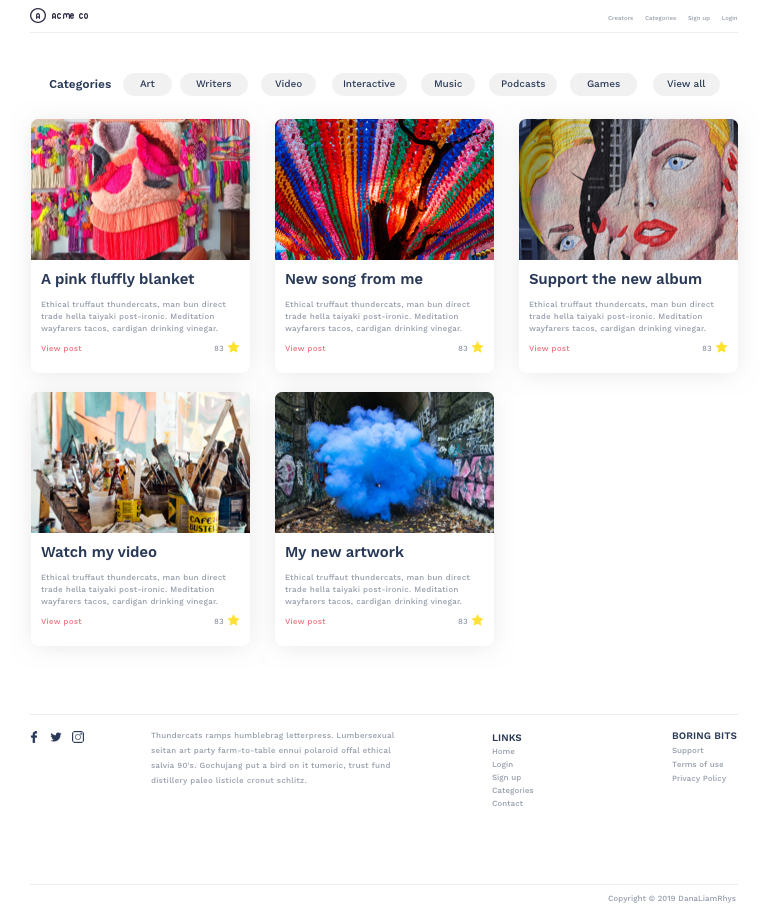 A ACME CO
Creators Categories Sign up Login
Categories Art Writers Video Interactive Music Podcasts Games View all
A pink fluffly blanket
Ethical truffaut thundercats, man bun direct
trade hella taiyaki post-ironic. Meditation
wayfarers tacos, cardigan drinking vinegar.
View post 83
New song from me
Ethical truffaut thundercats, man bun direct
trade hella taiyaki post-ironic. Meditation
wayfarers tacos, cardigan drinking vinegar.
View post 83
Support the new album
Ethical truffaut thundercats, man bun direct
trade hella taiyaki post-ironic. Meditation
wayfarers tacos, cardigan drinking vinegar.
View post 83
CAFE
BUSTELO
Watch my video
Ethical truffaut thundercats, man bun direct
trade hella taiyaki post-ironic. Meditation
wayfarers tacos, cardigan drinking vinegar.
View post 83
My new artwork
Ethical truffaut thundercats, man bun direct
trade hella taiyaki post-ironic. Meditation
wayfarers tacos, cardigan drinking vinegar.
View post 83
Thundercats ramps humblebrag letterpress. Lumbersexual
seitan art party farm-to-table ennui polaroid offal ethical
salvia 90's. Gochujang put a bird on it tumeric, trust fund
distillery paleo listicle cronut schlitz.
LINKS
Home
Login
Sign up
Categories
Contact
BORING BITS
Support
Terms of use
Privacy Policy
Copyright © 2019 DanaLiamRhys